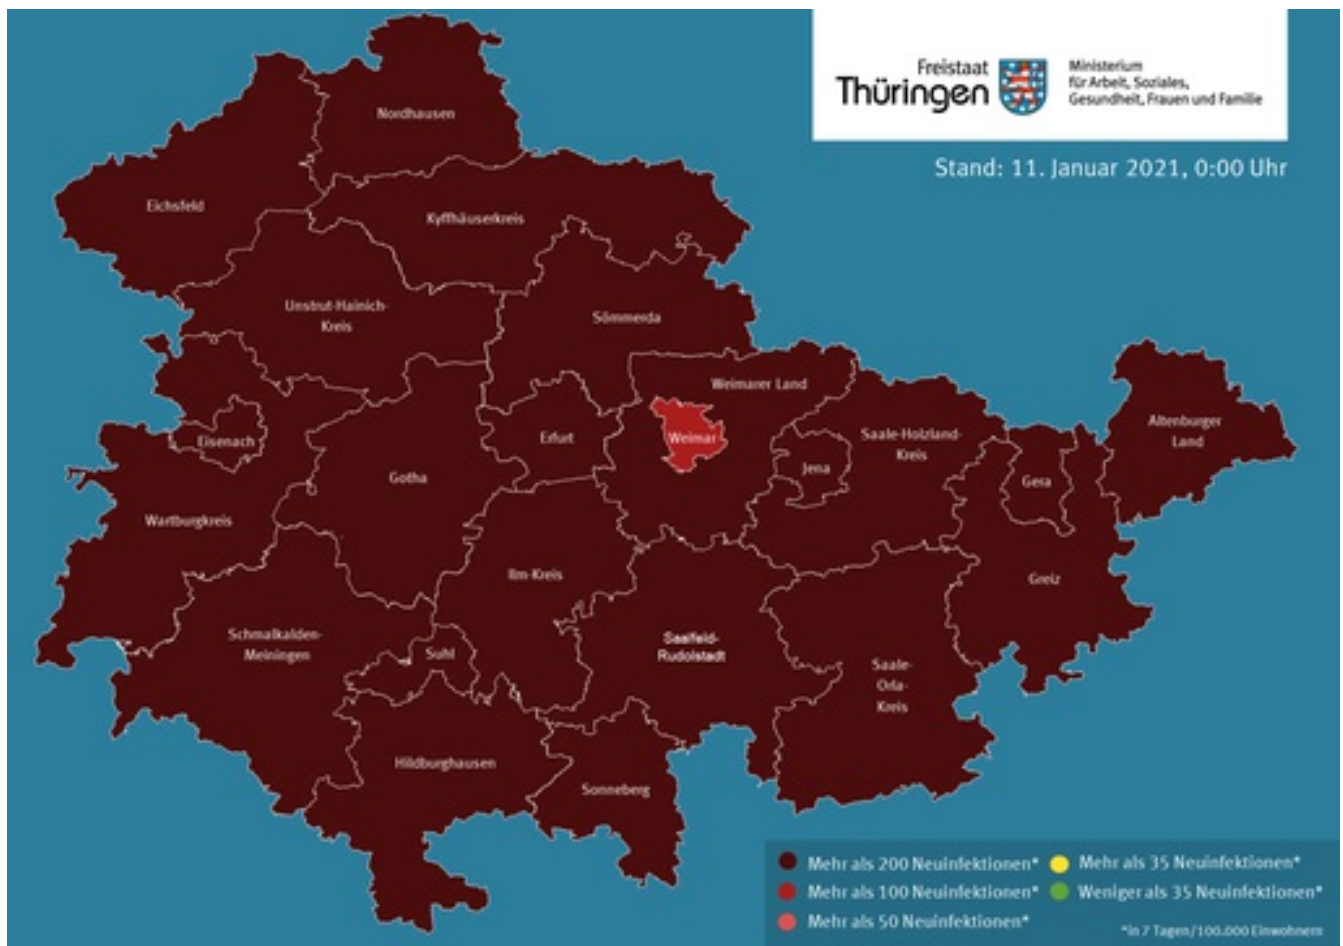 Freistaat
Thüringen
Ministerium
für Arbeit, Soziales,
Gesundheit, Frauen und Familie
Stand: 11. Januar 2021, 0:00 Uhr
Nordhausen
Eichsfeld
Kyffhäuserkreis
Unstrut-Hainich-
Kreis
Sömmerda
Weimarer Land
Eisenach
Erfurt
Weimar
Saale-Holzland-
Kreis
Altenburger
Land
Gotha
Jena
Gera
Wartburgkreis
Ilm-Kreis
Greiz
Schmalkalden-
Meiningen
Suhl
Saalfeld-
Rudolstadt
Saale-
Orla-
Kreis
Hildburghausen
Sonneberg
Mehr als 200 Neuinfektionen*
Mehr als 100 Neuinfektionen*
Mehr als 50 Neuinfektionen*
Mehr als 35 Neuinfektionen*
Weniger als 35 Neuinfektionen*
*in 7 Tagen/100.000 Einwohnern